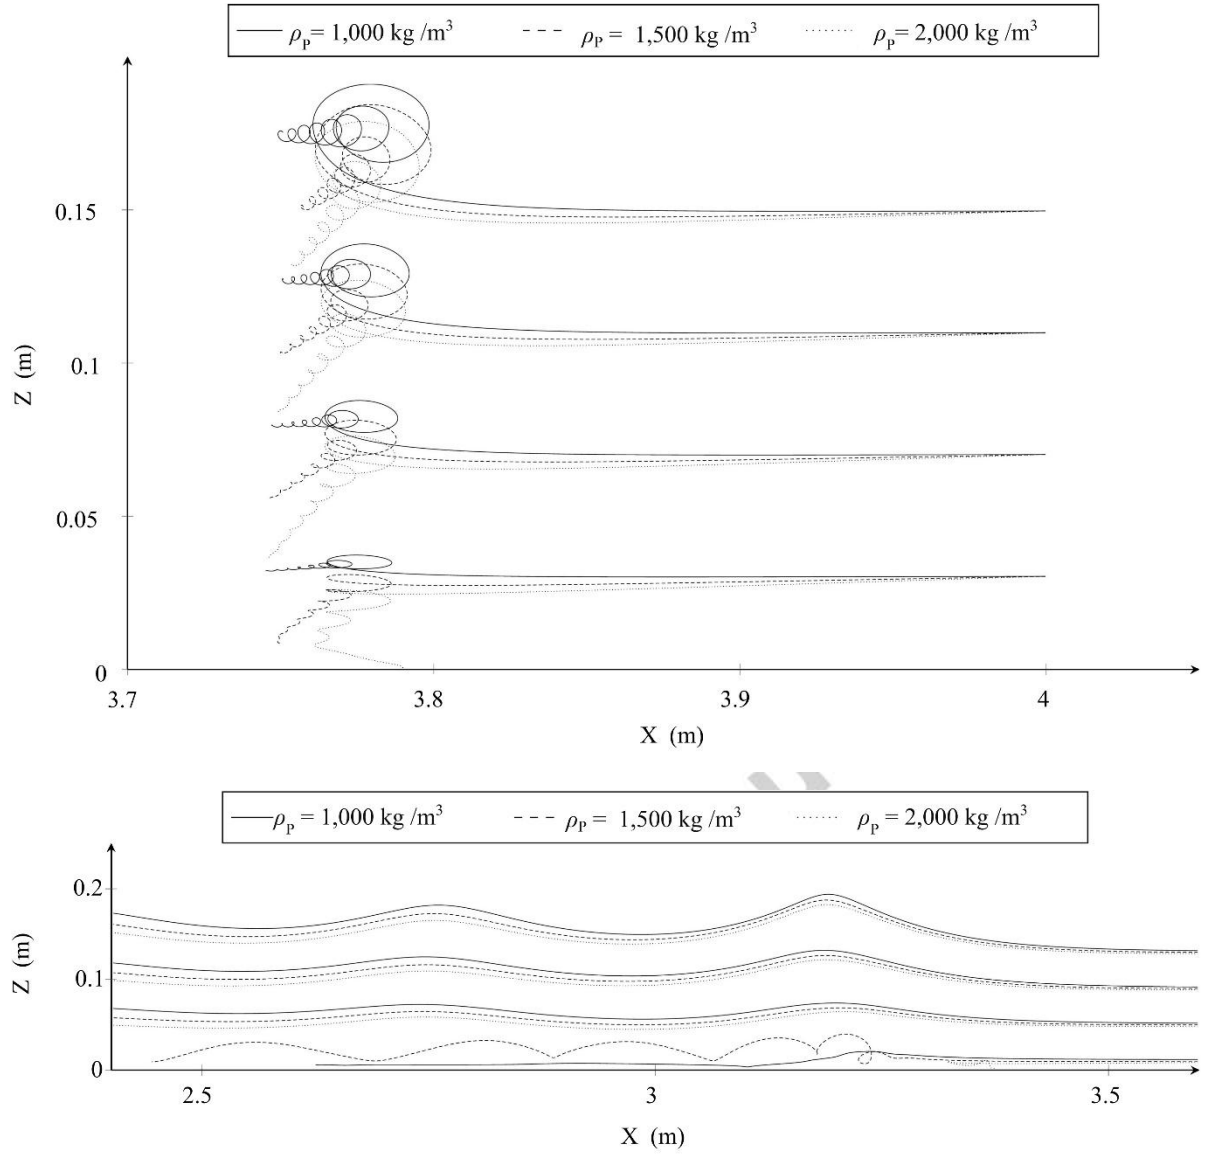 ρP= 1,000 kg /m³ ρP = 1,500 kg /m³ ρP= 2,000 kg /m³
0.15
0.1
0.05
0
Z (m)
3.7 3.8 3.9 4
X (m)
ρP = 1,000 kg /m³ ρP = 1,500 kg /m³ ρP = 2,000 kg /m³
0.2
0.1
0
Z (m)
2.5 3 3.5
X (m)